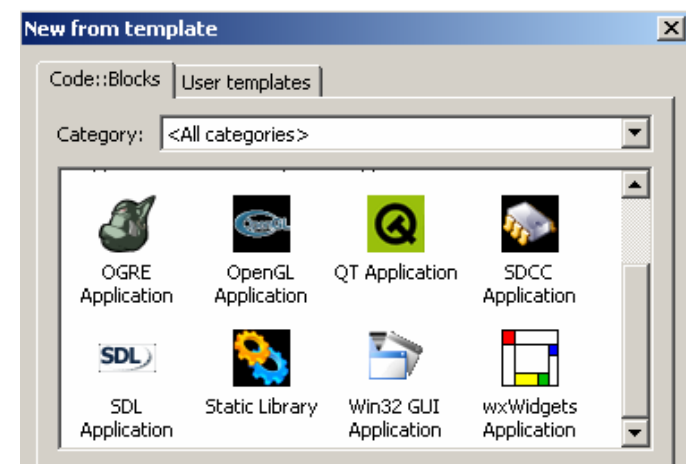 New from template
Code::Blocks User templates
Category: <All categories>
OpenGL
OGRE OpenGL QT Application SDCC
Application Application Application
SDL
SDL Static Library Win32 GUI wxWidgets
Application Application Application